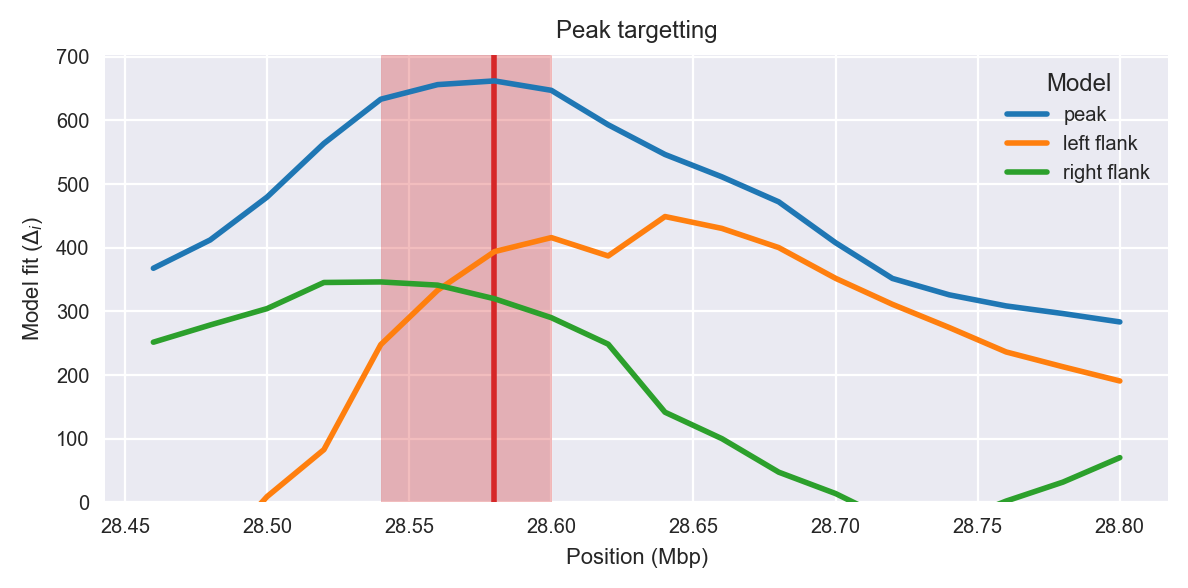 Peak targetting
700
600
500
400
300
200
100
0
Model fit (Δi)
Model
peak
left flank
right flank
28.45 28.50 28.55 28.60 28.65 28.70 28.75 28.80
Position (Mbp)